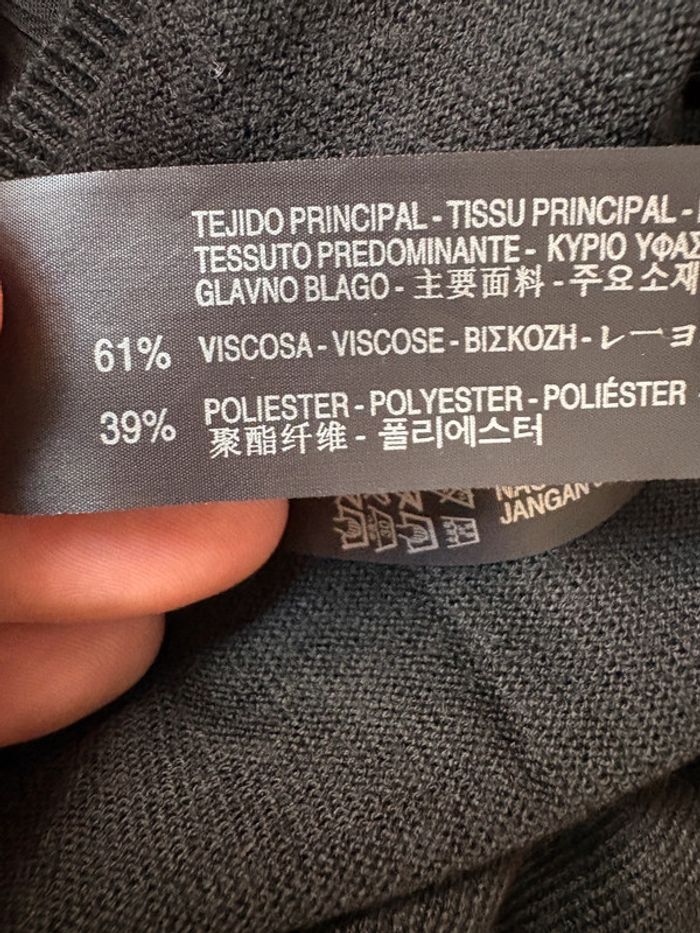 TEJIDO PRINCIPAL - TISSU PRINCIPAL -
TESSUTO PREDOMINANTE - ΚΥΡΙΟ ΥΦΑΣ
GLAVNO BLAGO - 主要面料 - 주요소재
61% VISCOSA - VISCOSE - ΒΙΣΚΟΖΗ - レーヨ
39% POLIESTER - POLYESTER - POLIÉSTER -
聚酯纤维 - 폴리에스터
JANGAN